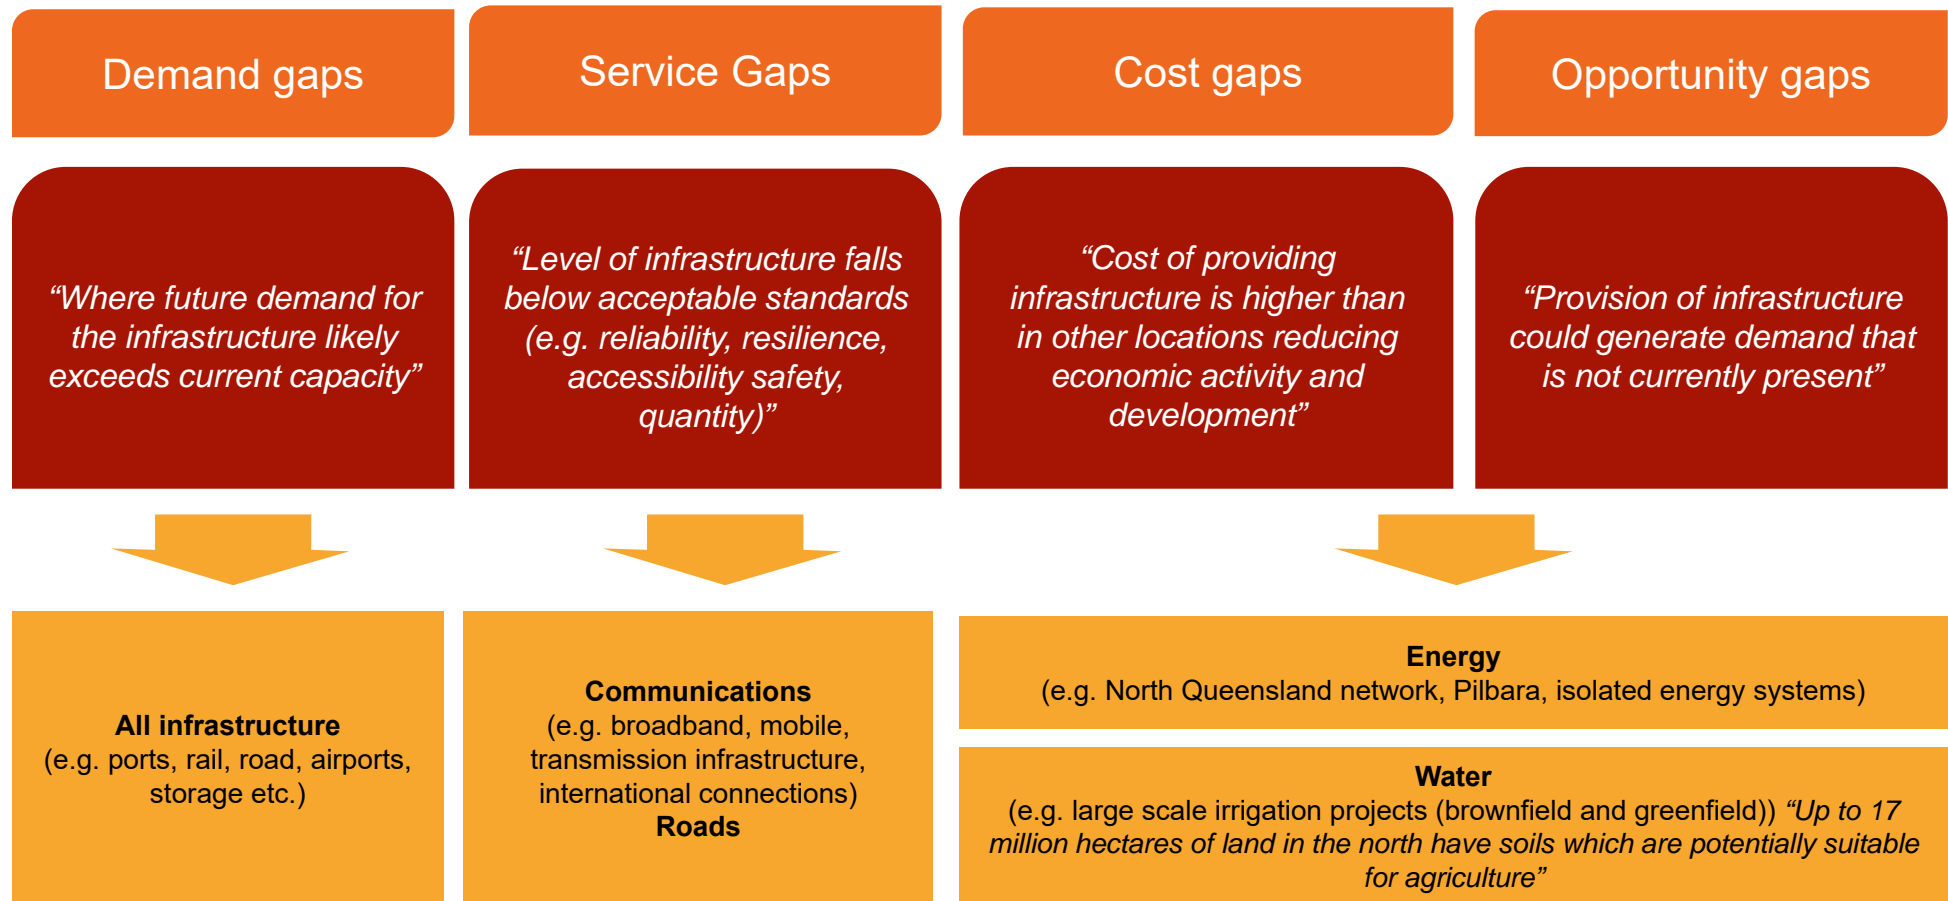 Demand gaps
Service Gaps
Cost gaps
Opportunity gaps
“Where future demand for
the infrastructure likely
exceeds current capacity”
“Level of infrastructure falls
below acceptable standards
(e.g. reliability, resilience,
accessibility safety,
quantity)”
“Cost of providing
infrastructure is higher than
in other locations reducing
economic activity and
development”
“Provision of infrastructure
could generate demand that
is not currently present”
All infrastructure
(e.g. ports, rail, road, airports,
storage etc.)
Communications
(e.g. broadband, mobile,
transmission infrastructure,
international connections)
Roads
Energy
(e.g. North Queensland network, Pilbara, isolated energy systems)
Water
(e.g. large scale irrigation projects (brownfield and greenfield)) “Up to 17
million hectares of land in the north have soils which are potentially suitable
for agriculture”